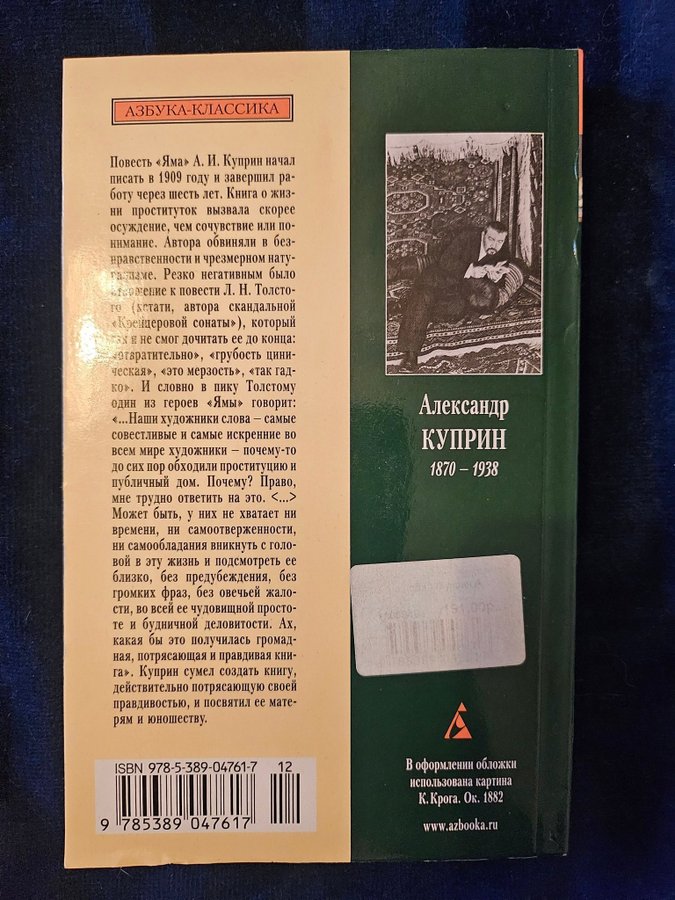 АЗБУКА-КЛАССИКА
Повесть «Яма» А. И. Куприн начал
писать в 1909 году и завершил ра-
боту через шесть лет. Книга о жиз-
ни проституток вызвала скорее
осуждение, чем сочувствие или по-
нимание. Автора обвиняли в без-
нравственности и чрезмерном нату-
рализме. Резко негативным было
отношение к повести Л. Н. Толсто-
го (кстати, автора скандальной
«Крейцеровой сонаты»), который
так и не смог дочитать ее до конца:
«отвратительно», «грубость цини-
ческая», «это мерзость», «так гад-
ко». И словно в пику Толстому
один из героев «Ямы» говорит:
«...Наши художники слова – самые
совестливые и самые искренние во
всем мире художники – почему-то
до сих пор обходили проституцию и
публичный дом. Почему? Право,
мне трудно ответить на это. <...>
Может быть, у них не хватает ни
времени, ни самоотверженности,
ни самообладания вникнуть с голо-
вой в эту жизнь и подсмотреть ее
близко, без предубеждения, без
громких фраз, без овечьей жало-
сти, во всей ее чудовищной просто-
те и будничной деловитости. Ах,
какая бы это получилась громад-
ная, потрясающая и правдивая кни-
га». Куприн сумел создать книгу,
действительно потрясающую своей
правдивостью, и посвятил ее мате-
рям и юношеству.
ISBN 978-5-389-04761-7 12
9 785389 047617
Александр
КУПРИН
1870 – 1938
В оформлении обложки
использована картина
К. Крога. Ок. 1882
www.azbooka.ru